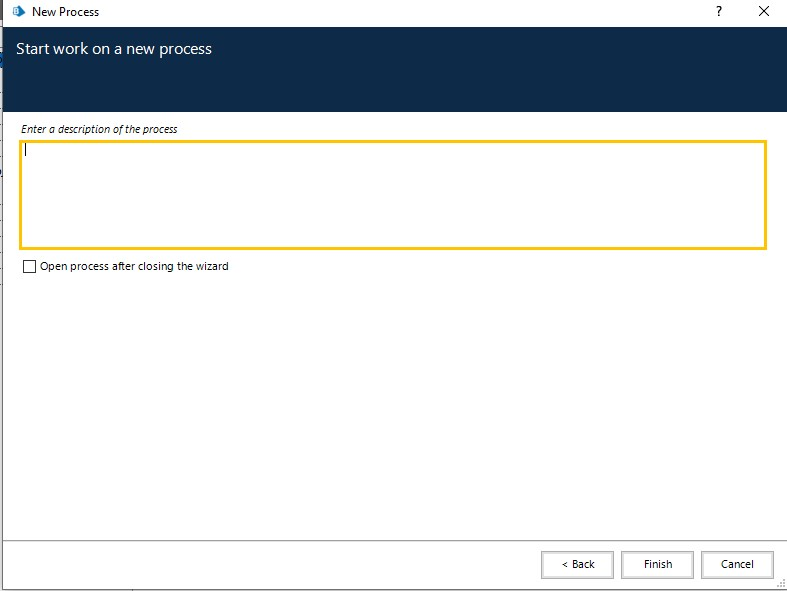 New Process
?
Start work on a new process
Enter a description of the process
Open process after closing the wizard
< Back
Finish
Cancel